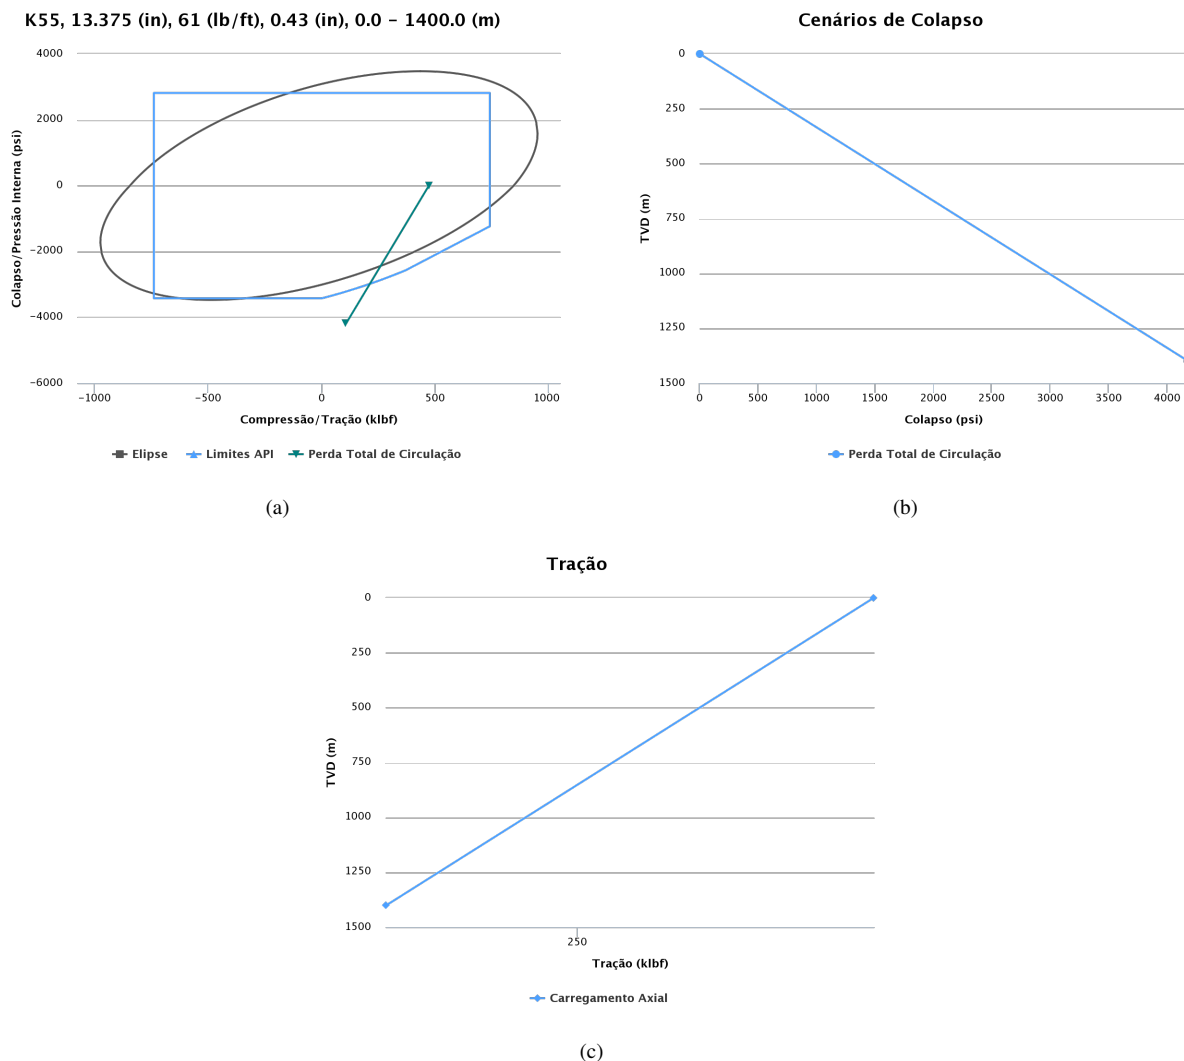 K55, 13.375 (in), 61 (lb/ft), 0.43 (in), 0.0 – 1400.0 (m)
4000
2000
0
−2000
−4000
−6000
Colapso/Pressão Interna (psi)
−1000
−500
0
500
1000
Compressão/Tração (klbf)
Elipse
Limites API
Perda Total de Circulação
(a)
Cenários de Colapso
0
250
500
750
1000
1250
1500
TVD (m)
0
500
1000
1500
2000
2500
3000
3500
4000
Colapso (psi)
Perda Total de Circulação
(b)
Tração
0
250
500
750
1000
1250
1500
TVD (m)
250
Tração (klbf)
Carregamento Axial
(c)